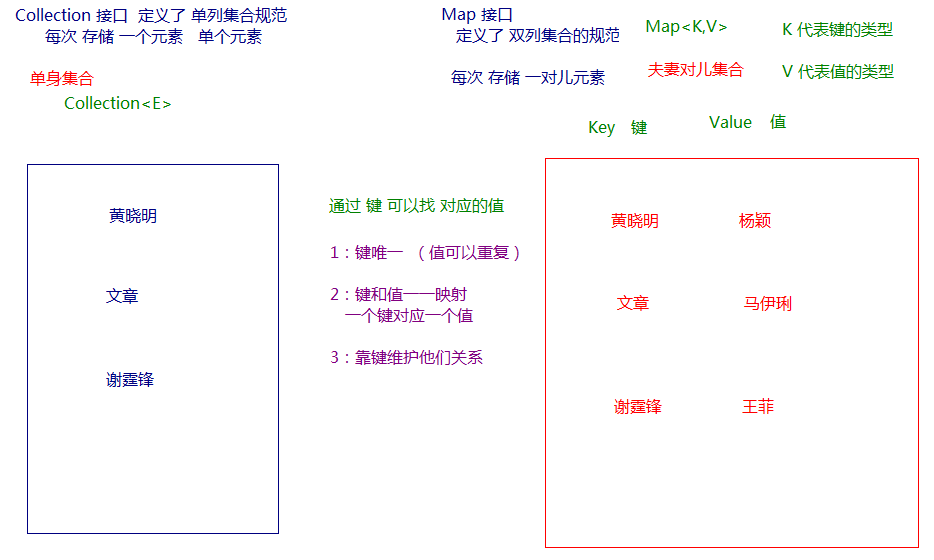 Collection 接口  定义了 单列集合规范
每次 存储 一个元素   单个元素
单身集合
Collection<E>
黄晓明
文章
谢霆锋
通过 键 可以找 对应的值
1：键唯一  （值可以重复）
2：键和值一一映射
一个键对应一个值
3：靠键维护他们关系
Map 接口
定义了 双列集合的规范
每次 存储 一对儿元素
Map<K,V>
K 代表键的类型
夫妻对儿集合
V 代表值的类型
Key   键
Value   值
黄晓明
杨颖
文章
马伊琍
谢霆锋
王菲